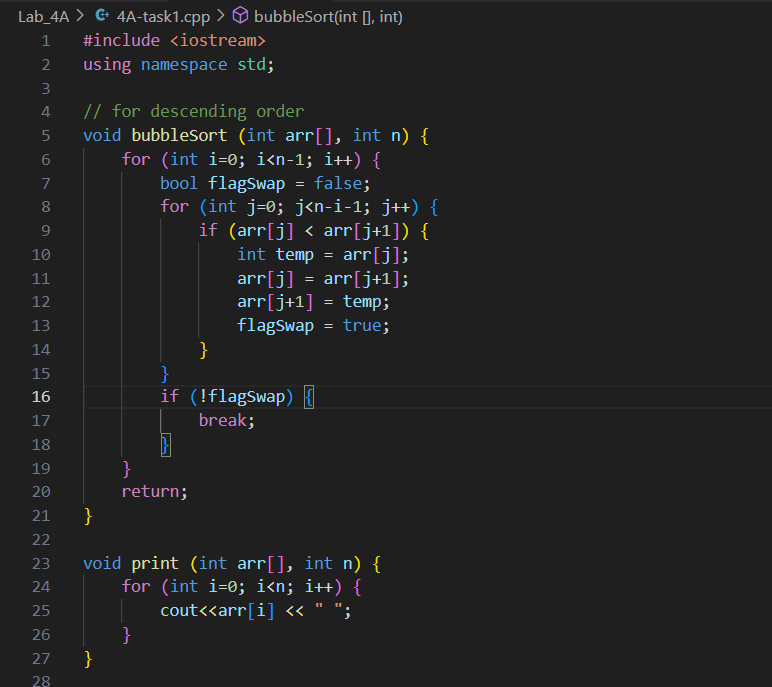 Lab_4A > 4A-task1.cpp > bubbleSort(int [], int)
1 #include <iostream>
2 using namespace std;
3
4 // for descending order
5 void bubbleSort (int arr[], int n) {
6     for (int i=0; i<n-1; i++) {
7         bool flagSwap = false;
8         for (int j=0; j<n-i-1; j++) {
9             if (arr[j] < arr[j+1]) {
10                 int temp = arr[j];
11                 arr[j] = arr[j+1];
12                 arr[j+1] = temp;
13                 flagSwap = true;
14             }
15         }
16         if (!flagSwap) {
17             break;
18         }
19     }
20     return;
21 }
22
23 void print (int arr[], int n) {
24     for (int i=0; i<n; i++) {
25         cout<<arr[i] << " ";
26     }
27 }
28